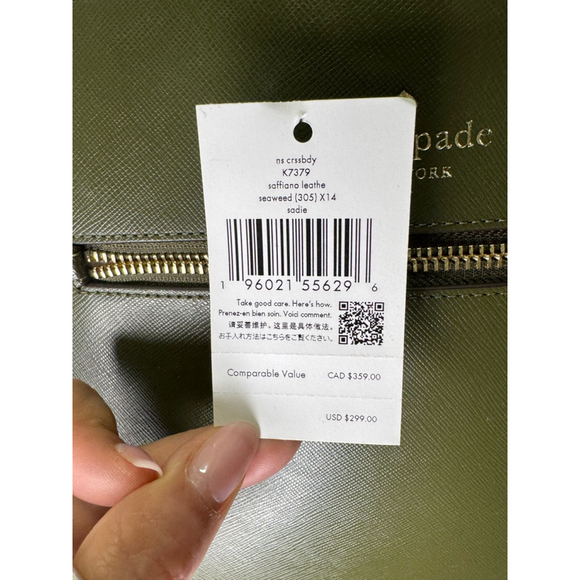 ns crssbdy
K7379
saffiano leathe
seaweed (305) X14
sadie
1 96021 55629 6
Take good care. Here's how.
Prenez-en bien soin. Voici comment.
请妥善维护。这里是具体做法。
お手入れ方法はこちらをご覧ください。
Comparable Value CAD $359.00
USD $299.00
pade
ORK